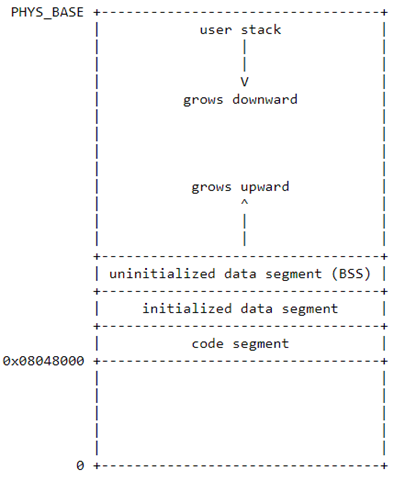 PHYS_BASE +----------------------------------+
user stack
|
|
V
grows downward
grows upward
^
|
|
+----------------------------------+
| uninitialized data segment (BSS) |
+----------------------------------+
| initialized data segment |
+----------------------------------+
| code segment |
0x08048000 +----------------------------------+
0 +----------------------------------+